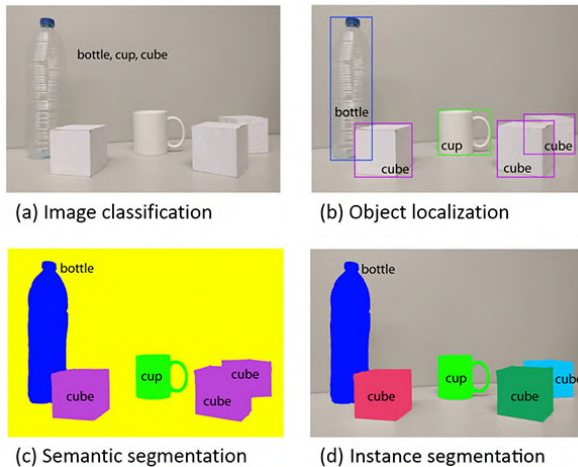 bottle, cup, cube
bottle
cup
cube
cube
cube
(a) Image classification
(b) Object localization
bottle
cup
cube
cube
cube
bottle
cup
cube
cube
cube
(c) Semantic segmentation
(d) Instance segmentation